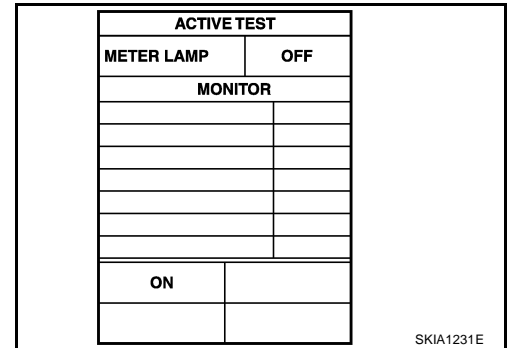 ACTIVE TEST
METER LAMP OFF
MONITOR
ON
SKIA1231E